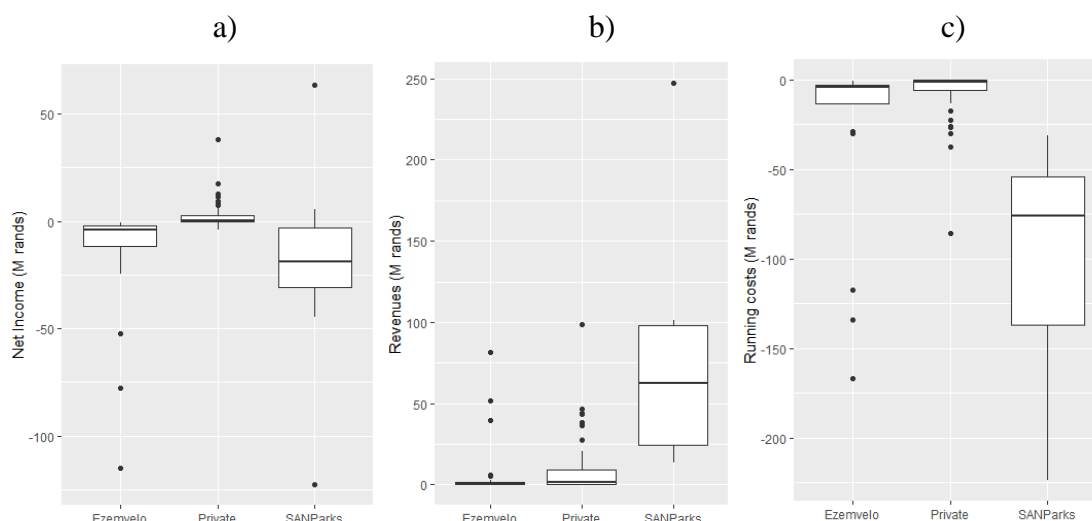 a)
b)
c)
Net Income (M rands)
50
0
-50
-100
Ezemvelo
Private
SANParks
Revenues (M rands)
250
200
150
100
50
0
Ezemvelo
Private
SANParks
Running costs (M rands)
0
-50
-100
-150
-200
Ezemvelo
Private
SANParks